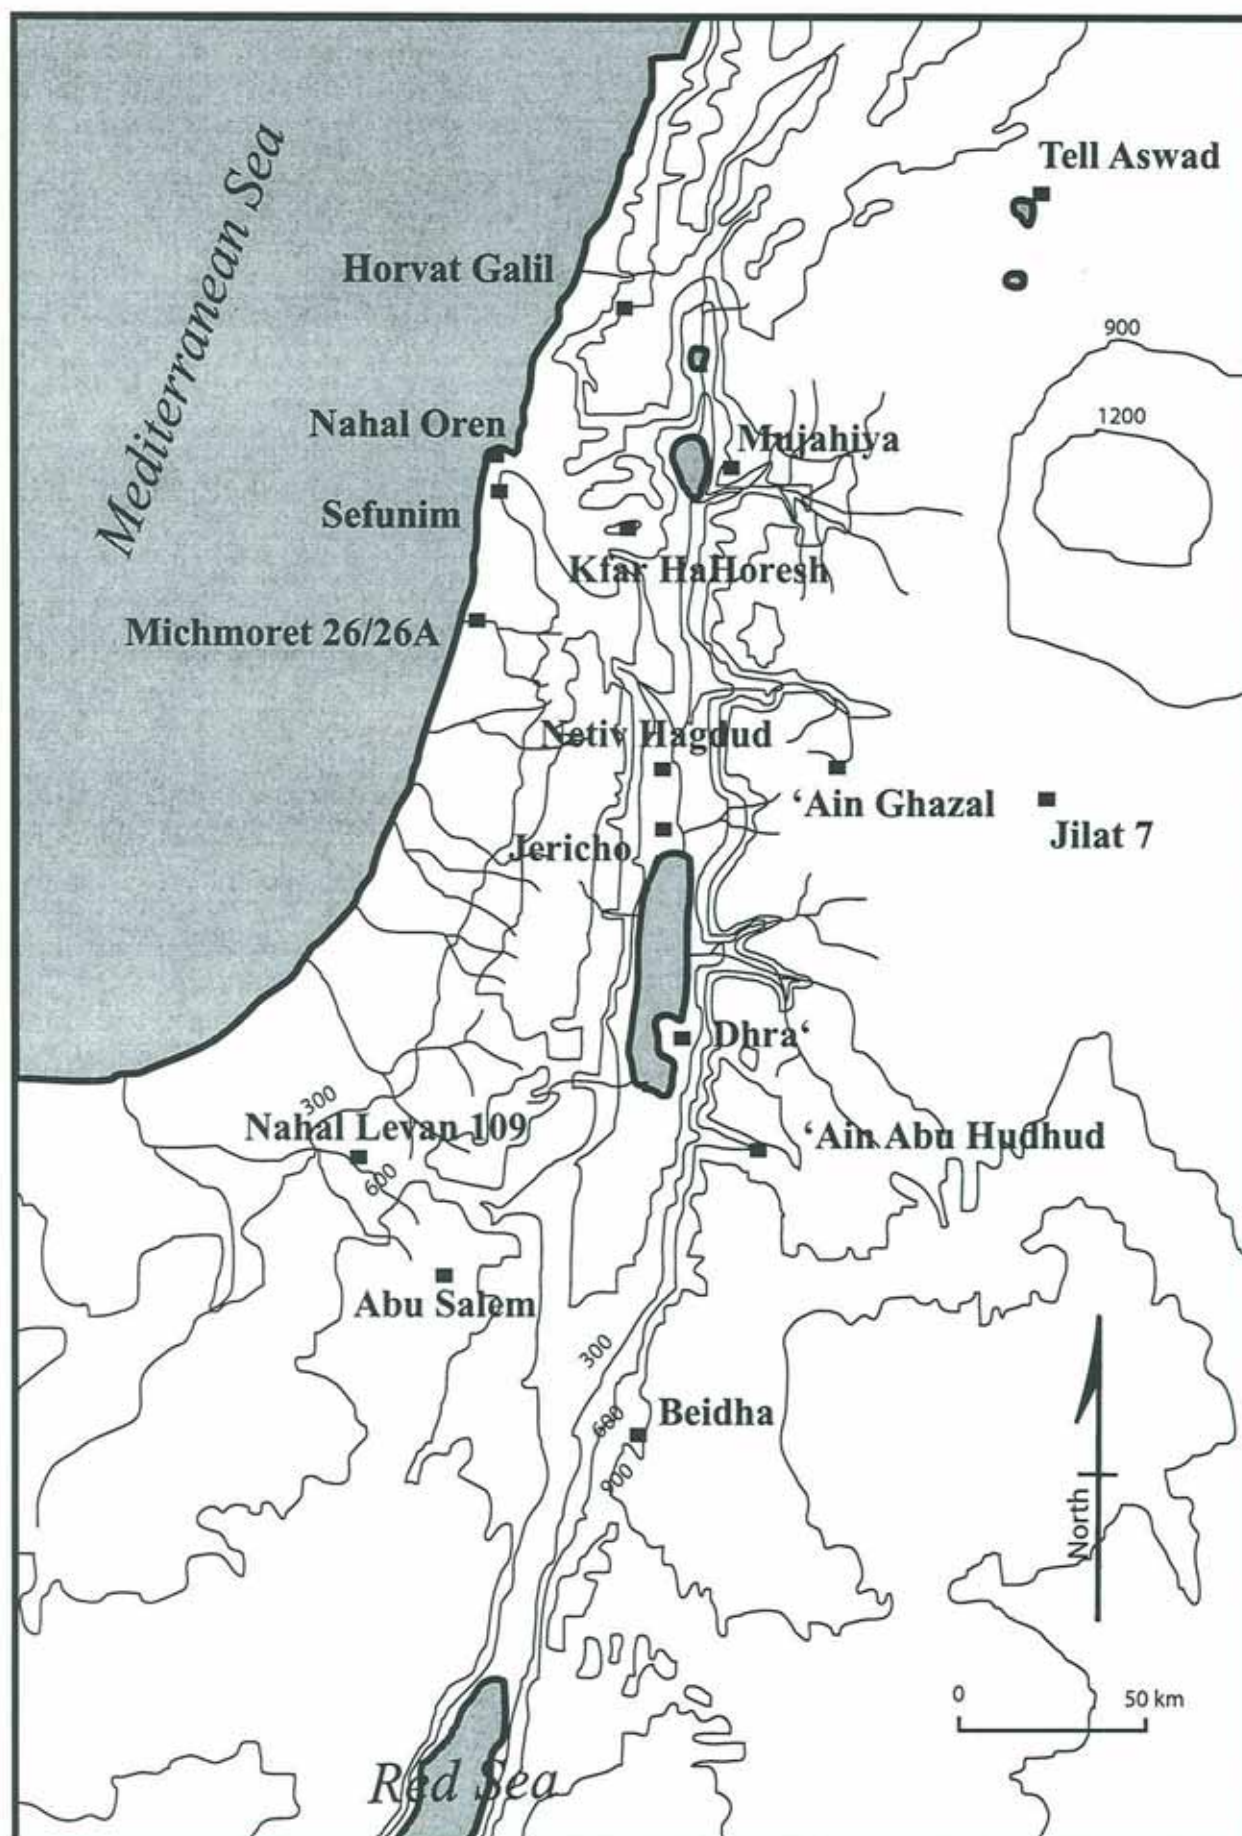 Tell Aswad
Mediterranean Sea
Horvat Galil
900
1200
Nahal Oren
Mujahiya
Sefunim
Kfar HaHoresh
Michmoret 26/26A
Netiv Hagdud
‘Ain Ghazal
Jilat 7
Jericho
Dhra‘
300
Nahal Levan 109
‘Ain Abu Hudhud
600
Abu Salem
300
Beidha
600
900
North
0 50 km
Red Sea